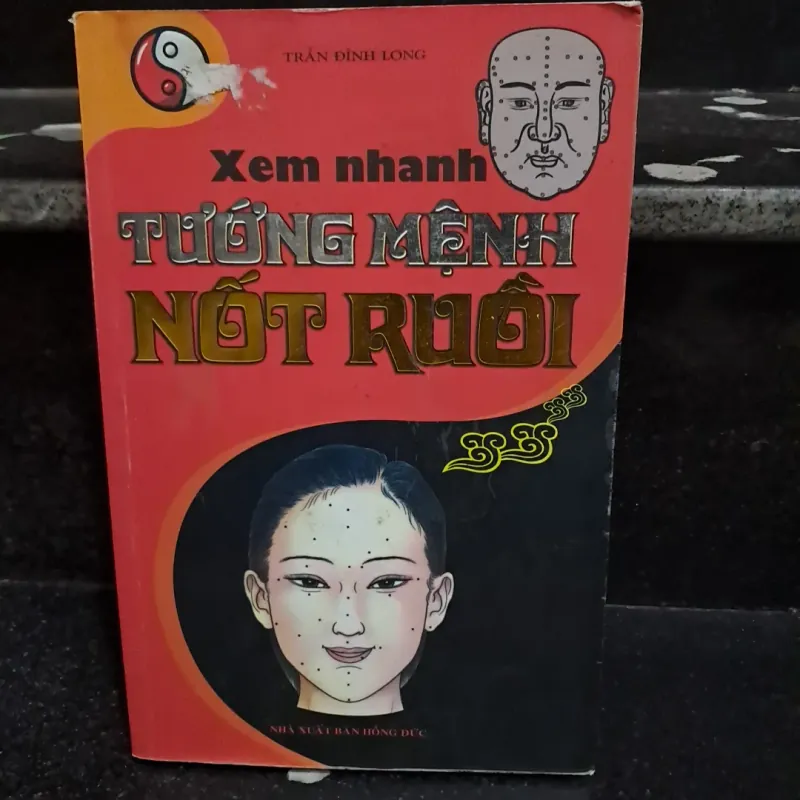 TRẦN ĐÌNH LONG
Xem nhanh
TƯỚNG MỆNH
NỐT RUỒI
NHÀ XUẤT BẢN HỒNG ĐỨC